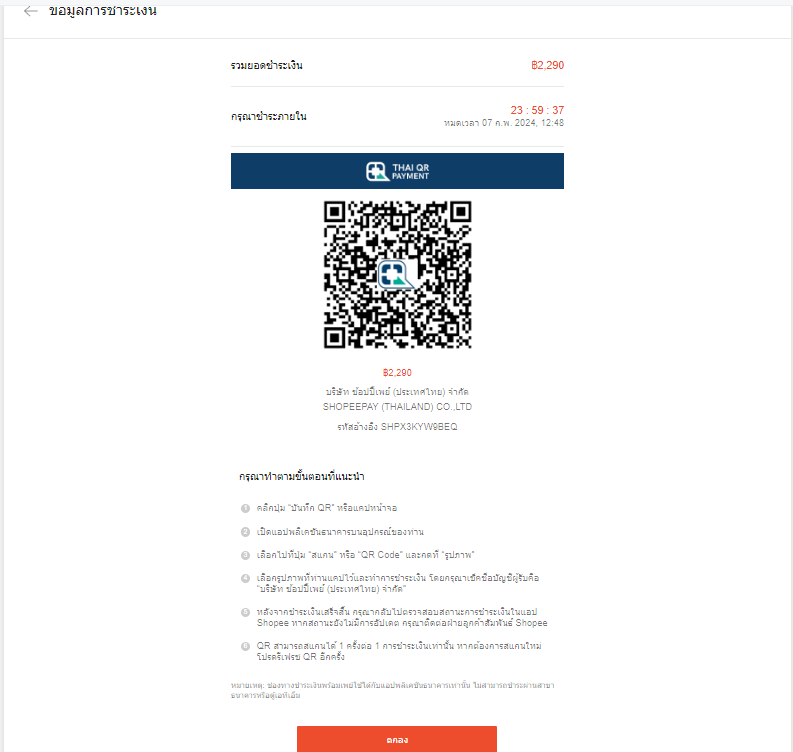 ข้อมูลการชำระเงิน
รวมยอดชำระเงิน
฿2,290
กรุณาชำระภายใน
23 : 59 : 37
หมดเวลา 07 ก.พ. 2024, 12:48
THAI QR
PAYMENT
฿2,290
บริษัท ช้อปปี้เพย์ (ประเทศไทย) จำกัด
SHOPEEPAY (THAILAND) CO.,LTD
รหัสอ้างอิง SHPX3KYW9BEQ
กรุณาทำตามขั้นตอนที่แนะนำ
1 คลิกปุ่ม "บันทึก QR" หรือแคปหน้าจอ
2 เปิดแอปพลิเคชันธนาคารบนอุปกรณ์ของท่าน
3 เลือกไปที่ปุ่ม "สแกน" หรือ "QR Code" และกดที่ "รูปภาพ"
4 เลือกรูปภาพที่ท่านแคปไว้และทำการชำระเงิน โดยกรุณาเช็คชื่อบัญชีผู้รับคือ
"บริษัท ช้อปปี้เพย์ (ประเทศไทย) จำกัด"
5 หลังจากชำระเงินเสร็จสิ้น กรุณากลับไปตรวจสอบสถานะการชำระเงินในแอป
Shopee หากสถานะยังไม่มีการอัปเดต กรุณาติดต่อฝ่ายลูกค้าสัมพันธ์ Shopee
6 QR สามารถสแกนได้ 1 ครั้งต่อ 1 การชำระเงินเท่านั้น หากต้องการสแกนใหม่
โปรดรีเฟรช QR อีกครั้ง
หมายเหตุ: ช่องทางชำระเงินพร้อมเพย์ใช้ได้กับแอปพลิเคชันธนาคารเท่านั้น ไม่สามารถชำระผ่านสาขา
ธนาคารหรือตู้เอทีเอ็ม
ตกลง